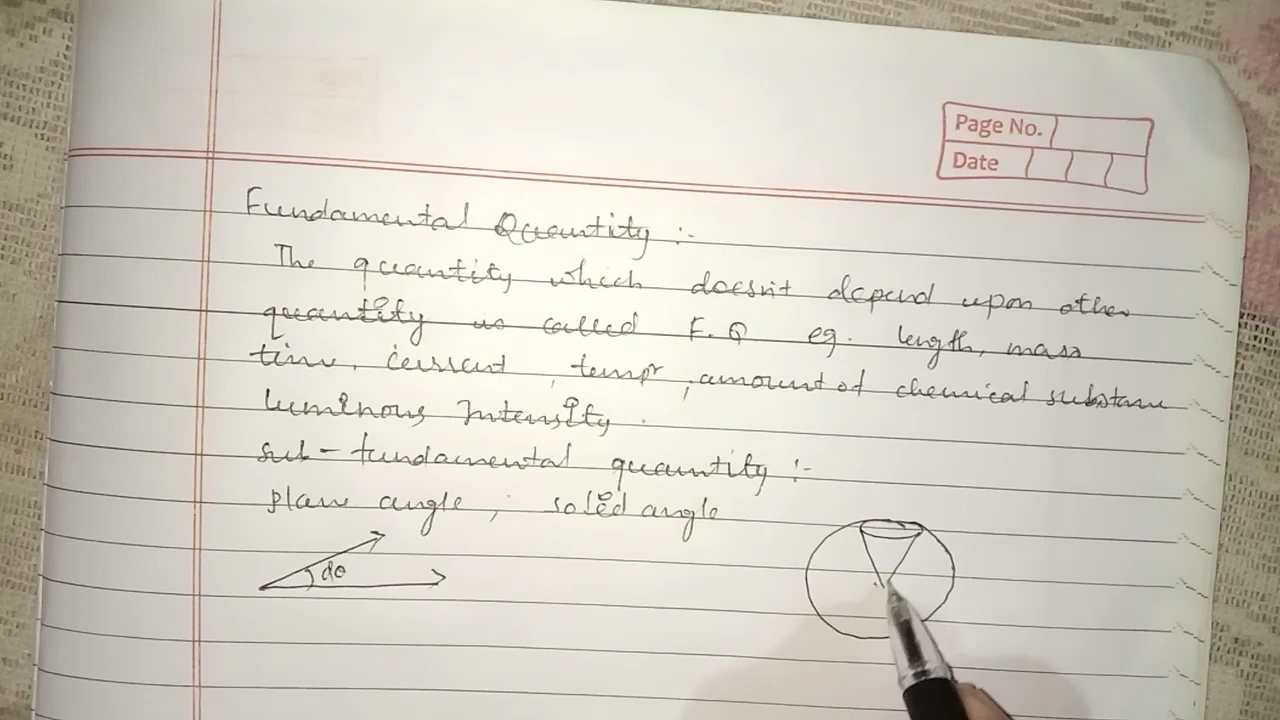 Page No.
Date
Fundamental Quantity :-
The quantity which doesn't depend upon other
quantity is called F.Q eg. length, mass
time, current, tempr, amount of chemical substance
luminous Intensity.
sub-fundamental quantity :-
plane angle, solid angle
dθ